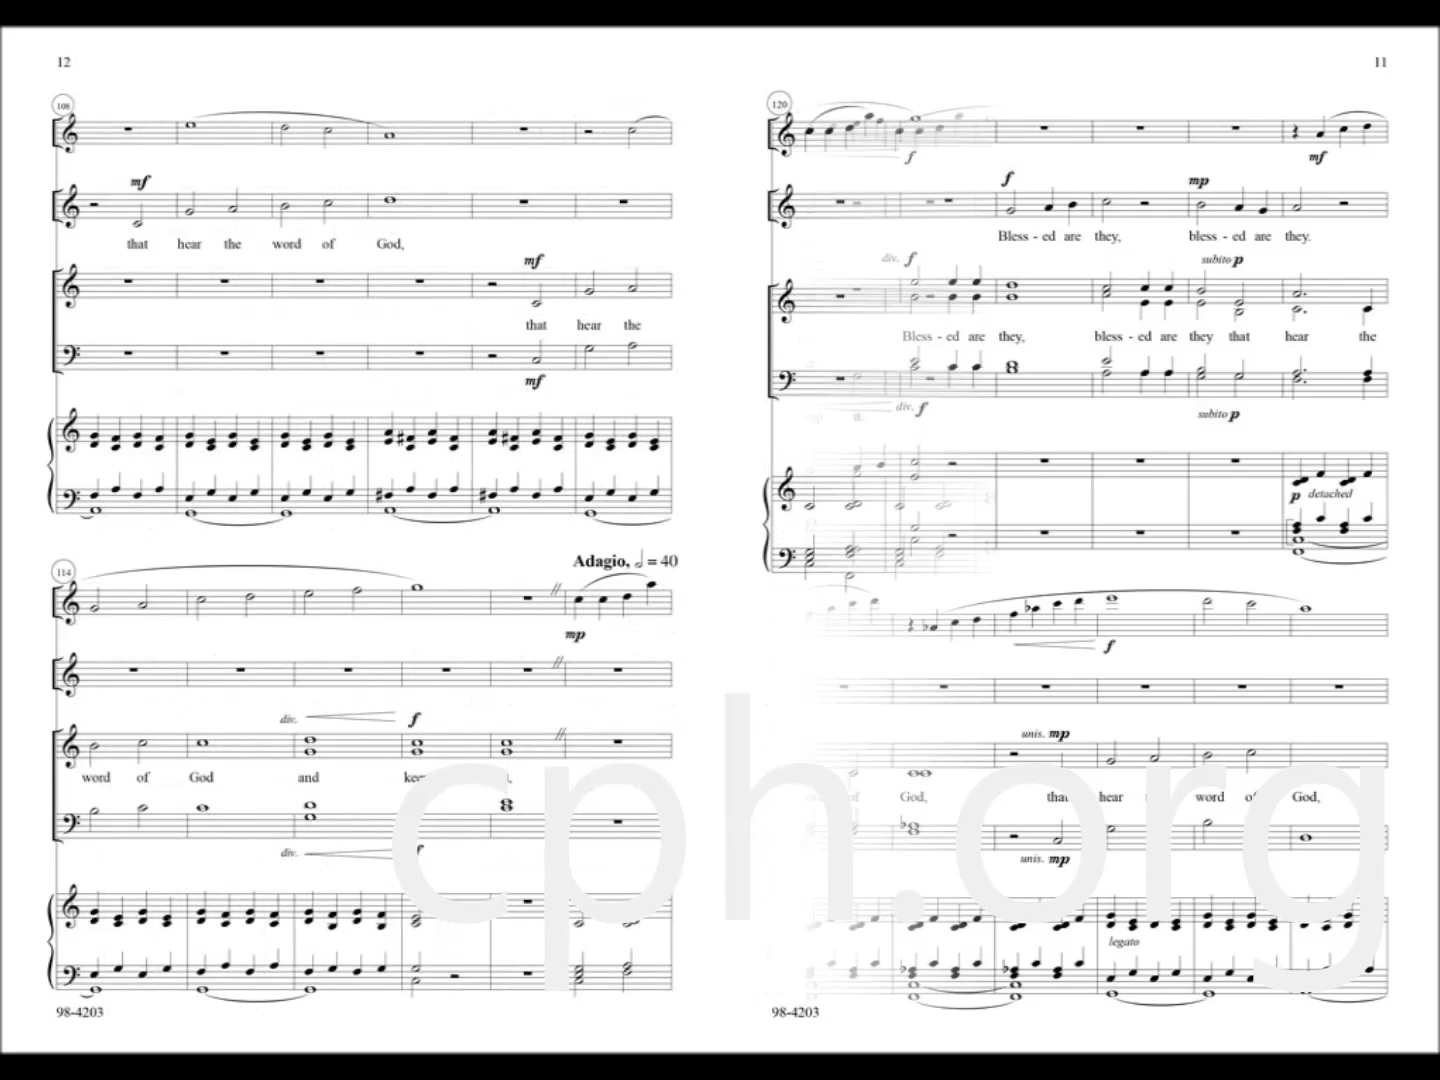 12
108
mf
that hear the word of God,
mf
that hear the
mf
114
Adagio, 𝅗𝅥 = 40
mp
div. f
word of God and
div. f
98-4203
11
120
f
f mp
Bless - ed are they, bless - ed are they.
mf
div. f subito p
Bless - ed are they, bless - ed are they that hear the
div. f subito p
p detached
f
unis. mp
of God, that hear word of God,
unis. mp
legato
98-4203
cph.org